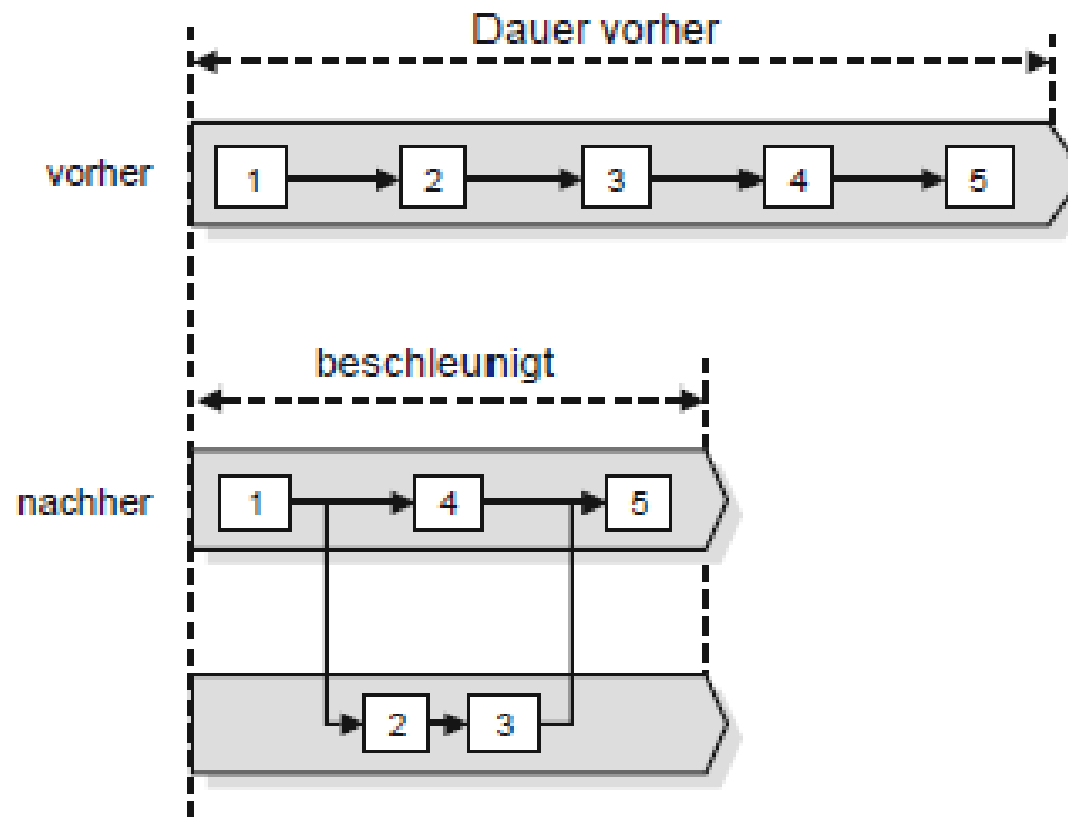 Dauer vorher
vorher
1 2 3 4 5
beschleunigt
nachher
1 4 5
2 3